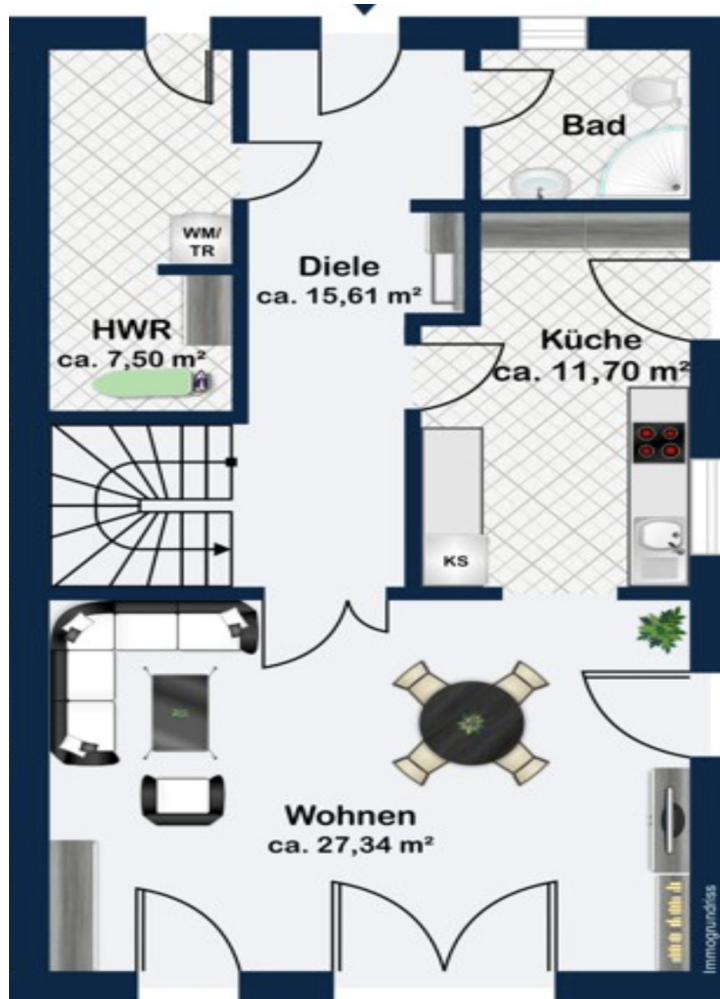 Bad
WM/
TR
Diele
ca. 15,61 m²
HWR
ca. 7,50 m²
Küche
ca. 11,70 m²
KS
Wohnen
ca. 27,34 m²
Immogrundriss